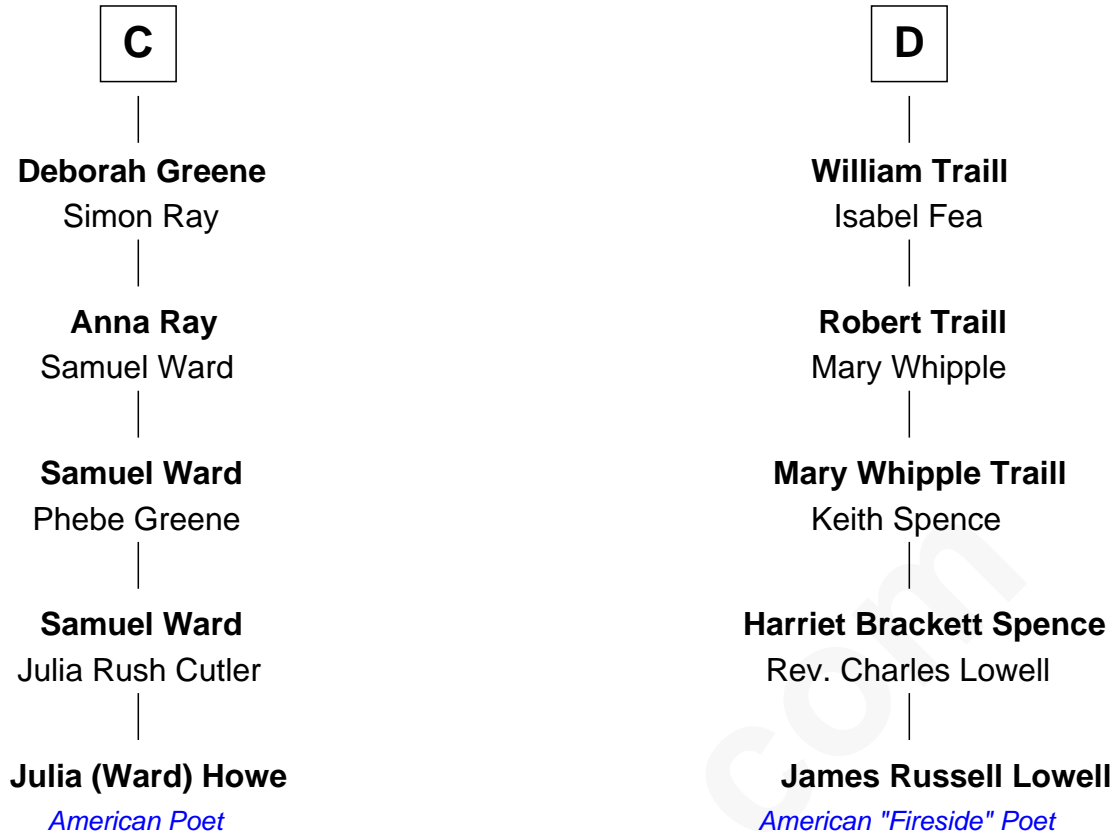 C
Deborah Greene
Simon Ray
Anna Ray
Samuel Ward
Samuel Ward
Phebe Greene
Samuel Ward
Julia Rush Cutler
Julia (Ward) Howe
American Poet
D
William Traill
Isabel Fea
Robert Traill
Mary Whipple
Mary Whipple Traill
Keith Spence
Harriet Brackett Spence
Rev. Charles Lowell
James Russell Lowell
American "Fireside" Poet
com